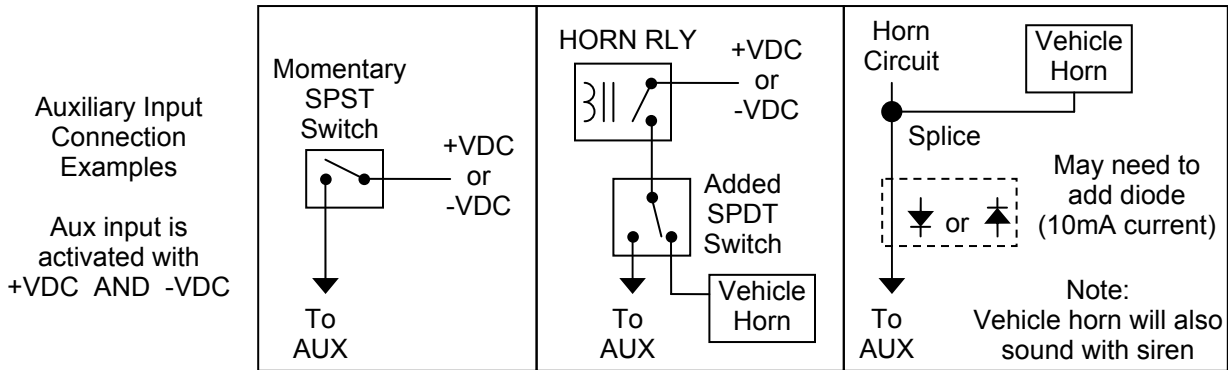 Auxiliary Input
Connection
Examples
Aux input is
activated with
+VDC AND -VDC
Momentary
SPST
Switch
+VDC
or
-VDC
To
AUX
HORN RLY
+VDC
or
-VDC
Added
SPDT
Switch
Vehicle
Horn
To
AUX
Horn
Circuit
Vehicle
Horn
Splice
or
May need to
add diode
(10mA current)
To
AUX
Note:
Vehicle horn will also
sound with siren